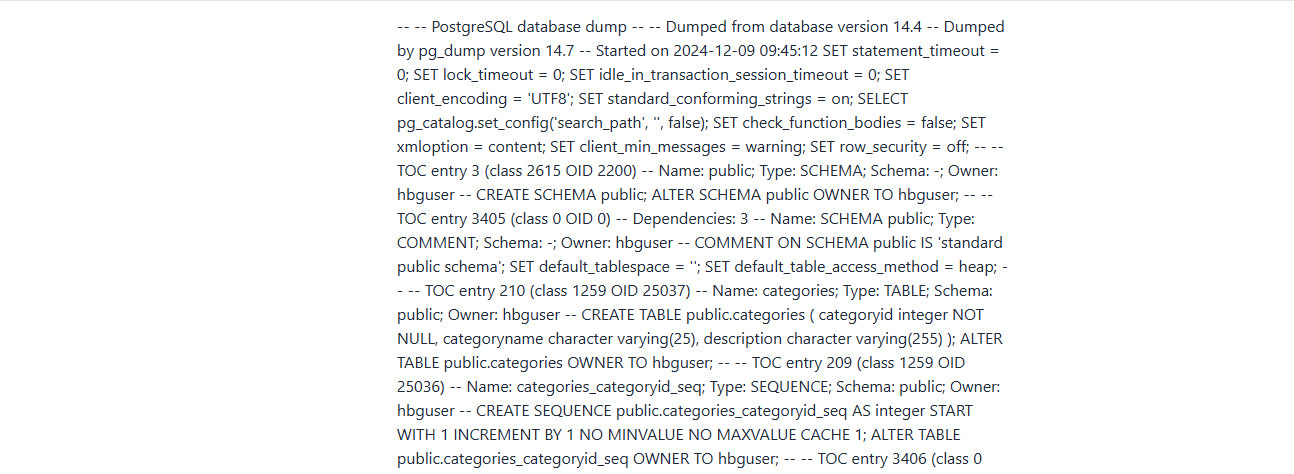 -- -- PostgreSQL database dump -- -- Dumped from database version 14.4 -- Dumped
by pg_dump version 14.7 -- Started on 2024-12-09 09:45:12 SET statement_timeout =
0; SET lock_timeout = 0; SET idle_in_transaction_session_timeout = 0; SET
client_encoding = 'UTF8'; SET standard_conforming_strings = on; SELECT
pg_catalog.set_config('search_path', '', false); SET check_function_bodies = false; SET
xmloption = content; SET client_min_messages = warning; SET row_security = off; -- --
TOC entry 3 (class 2615 OID 2200) -- Name: public; Type: SCHEMA; Schema: -; Owner:
hbguser -- CREATE SCHEMA public; ALTER SCHEMA public OWNER TO hbguser; -- --
TOC entry 3405 (class 0 OID 0) -- Dependencies: 3 -- Name: SCHEMA public; Type:
COMMENT; Schema: -; Owner: hbguser -- COMMENT ON SCHEMA public IS 'standard
public schema'; SET default_tablespace = ''; SET default_table_access_method = heap; -
- -- TOC entry 210 (class 1259 OID 25037) -- Name: categories; Type: TABLE; Schema:
public; Owner: hbguser -- CREATE TABLE public.categories ( categoryid integer NOT
NULL, categoryname character varying(25), description character varying(255) ); ALTER
TABLE public.categories OWNER TO hbguser; -- -- TOC entry 209 (class 1259 OID
25036) -- Name: categories_categoryid_seq; Type: SEQUENCE; Schema: public; Owner:
hbguser -- CREATE SEQUENCE public.categories_categoryid_seq AS integer START
WITH 1 INCREMENT BY 1 NO MINVALUE NO MAXVALUE CACHE 1; ALTER TABLE
public.categories_categoryid_seq OWNER TO hbguser; -- -- TOC entry 3406 (class 0